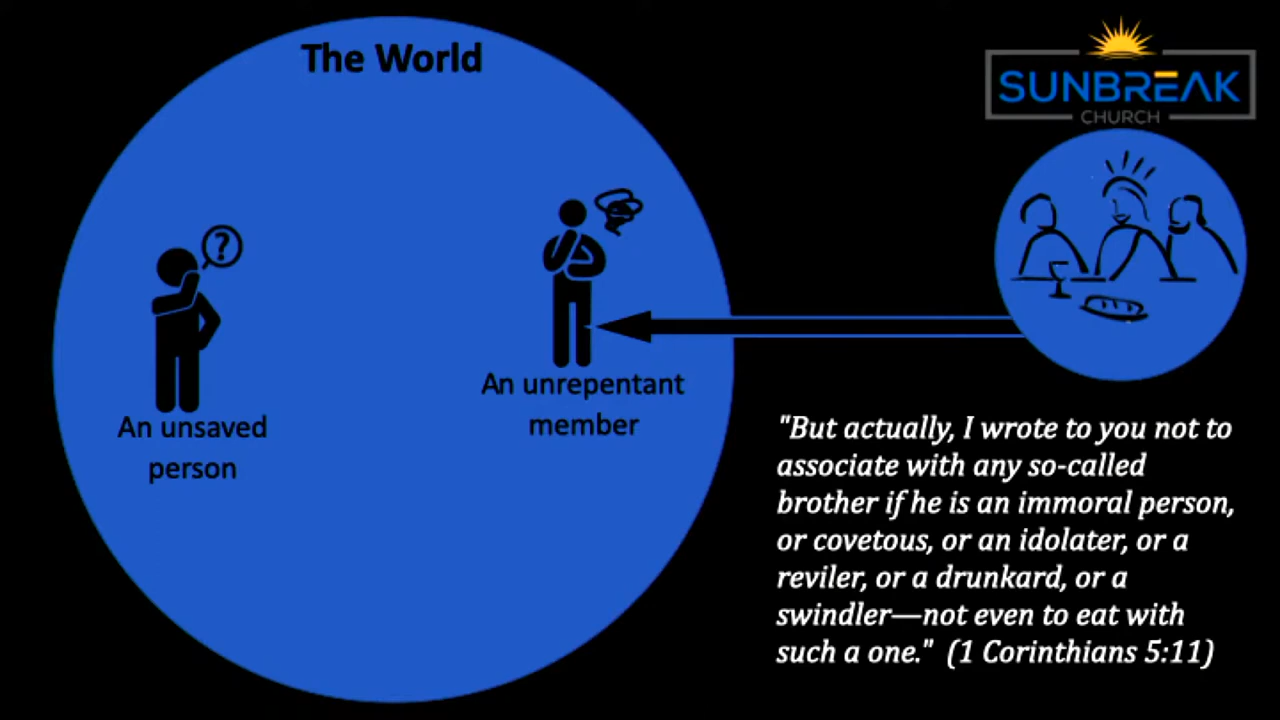 The World
SUNBREAK
CHURCH
?
An unsaved
person
An unrepentant
member
"But actually, I wrote to you not to
associate with any so-called
brother if he is an immoral person,
or covetous, or an idolater, or a
reviler, or a drunkard, or a
swindler—not even to eat with
such a one."  (1 Corinthians 5:11)